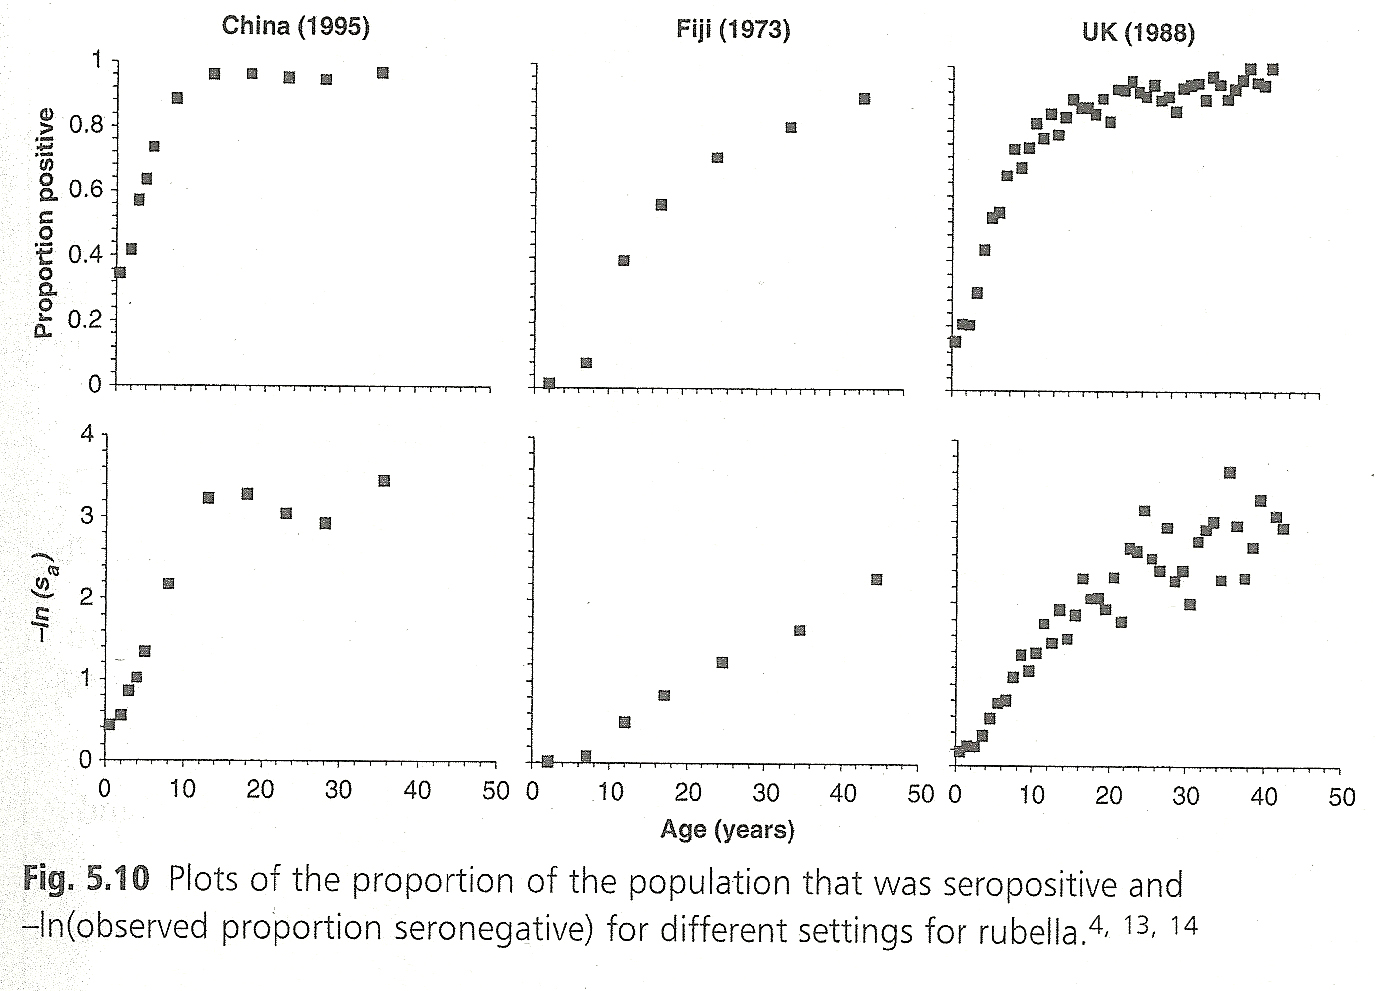 China (1995) Fiji (1973) UK (1988)
Proportion positive
1
0.8
0.6
0.4
0.2
0
–ln (sa)
4
3
2
1
0
0 10 20 30 40 50 0 10 20 30 40 50 0 10 20 30 40 50
Age (years)
Fig. 5.10 Plots of the proportion of the population that was seropositive and
–ln(observed proportion seronegative) for different settings for rubella.4, 13, 14